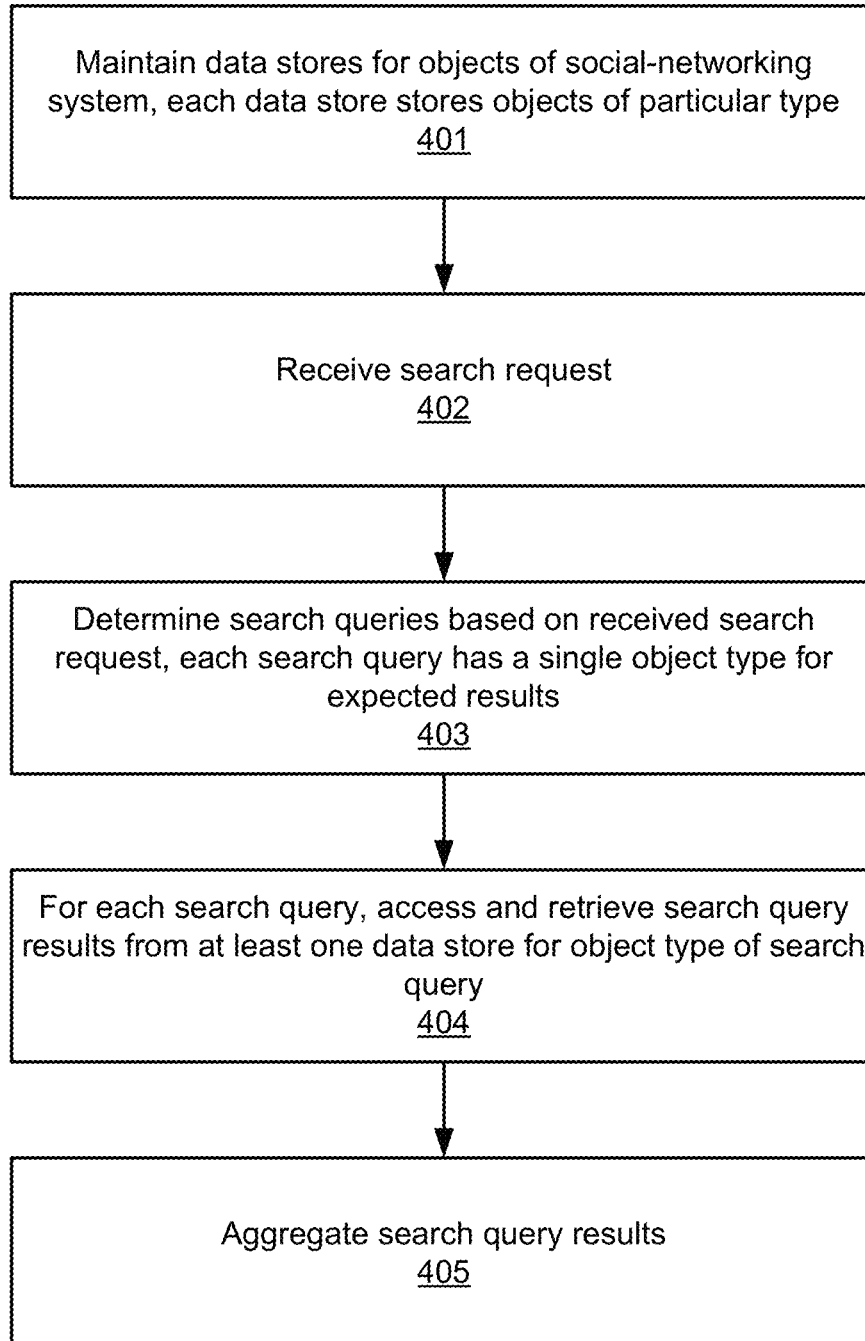 Maintain data stores for objects of social-networking
system, each data store stores objects of particular type
401
Receive search request
402
Determine search queries based on received search
request, each search query has a single object type for
expected results
403
For each search query, access and retrieve search query
results from at least one data store for object type of search
query
404
Aggregate search query results
405